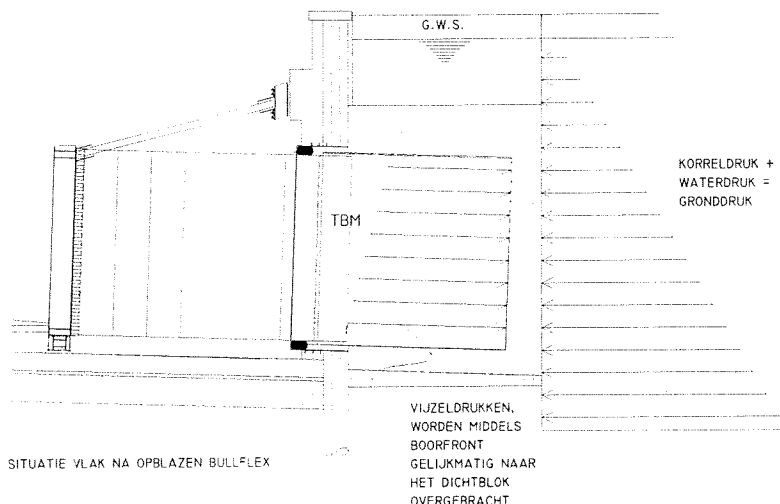 G.W.S.
KORRELDRUK +
WATERDRUK =
GRONDDRUK
TBM
VIJZELDRUKKEN,
WORDEN MIDDELS
BOORFRONT
GELIJKMATIG NAAR
HET DICHTBLOK
OVERGEBRACHT
SITUATIE VLAK NA OPBLAZEN BULLFLEX